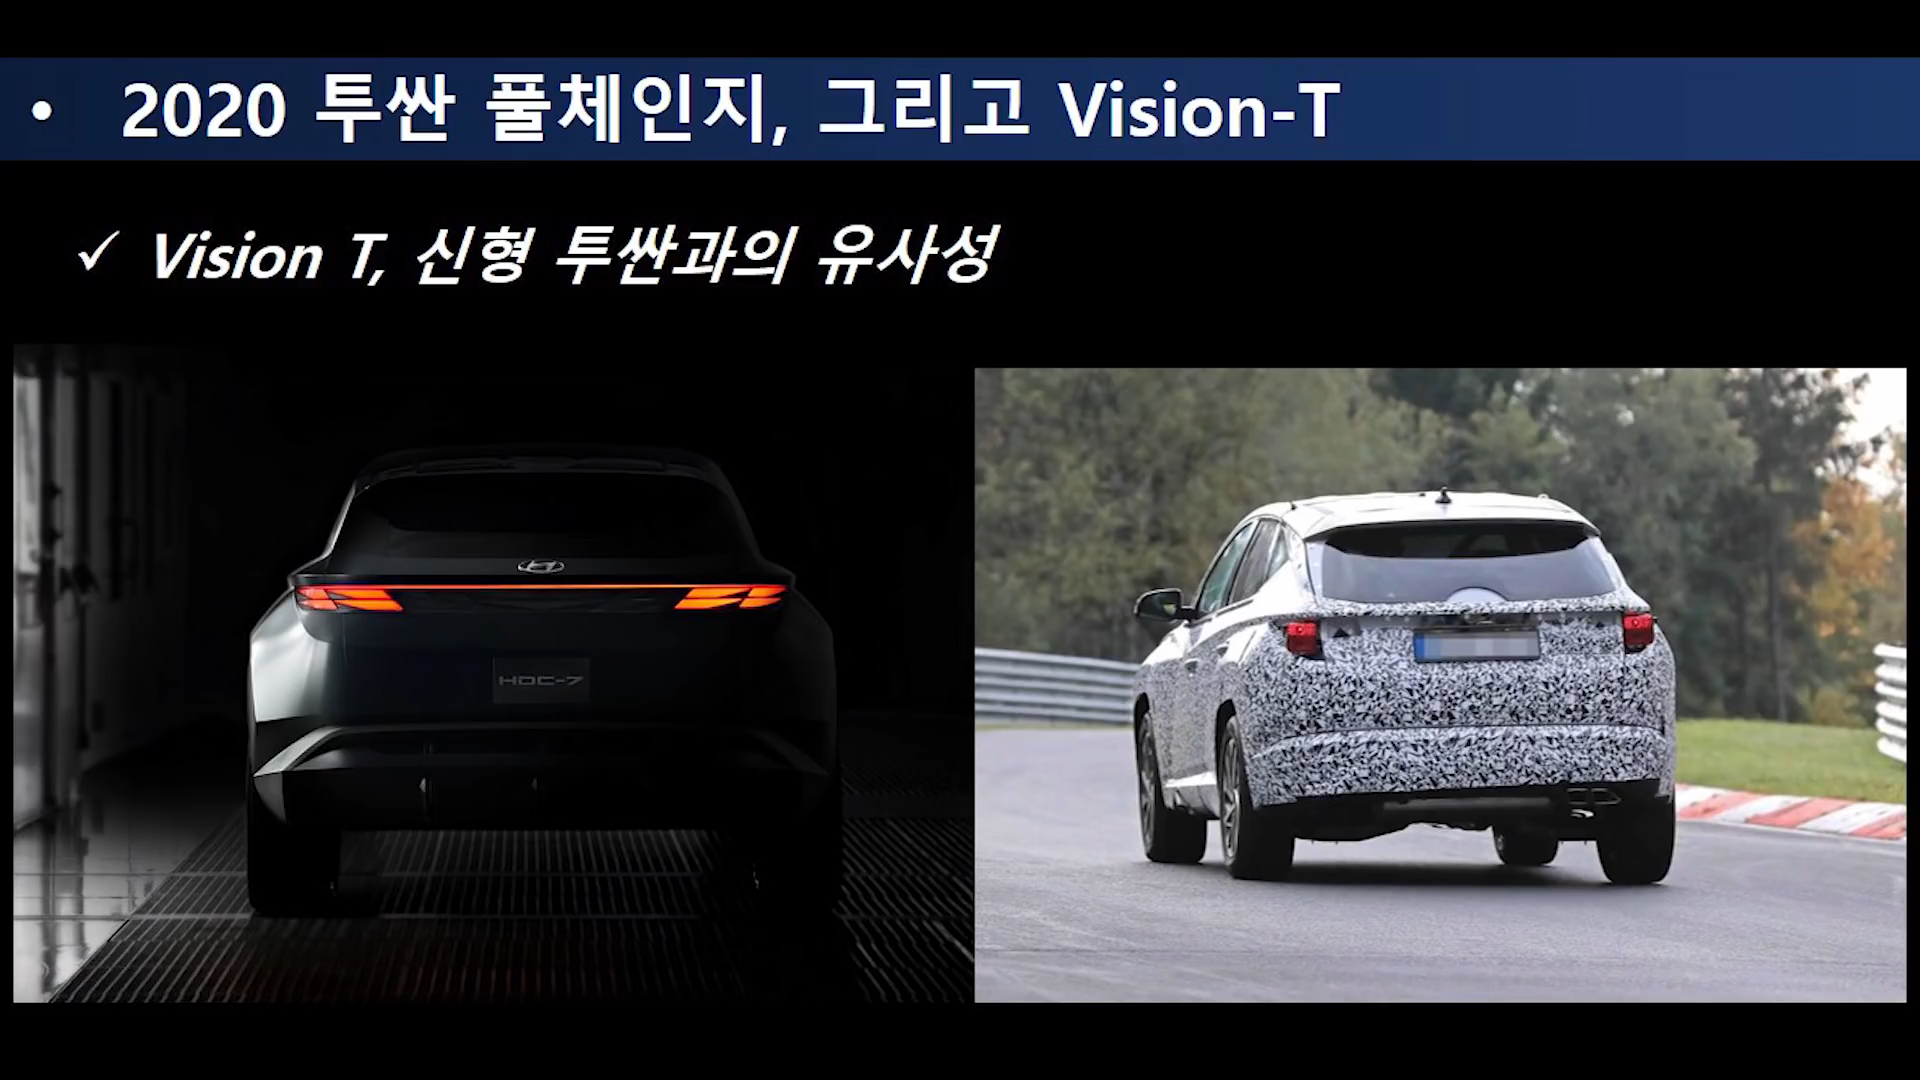 • 2020 투싼 풀체인지, 그리고 Vision-T
✓ Vision T, 신형 투싼과의 유사성
HDC-7